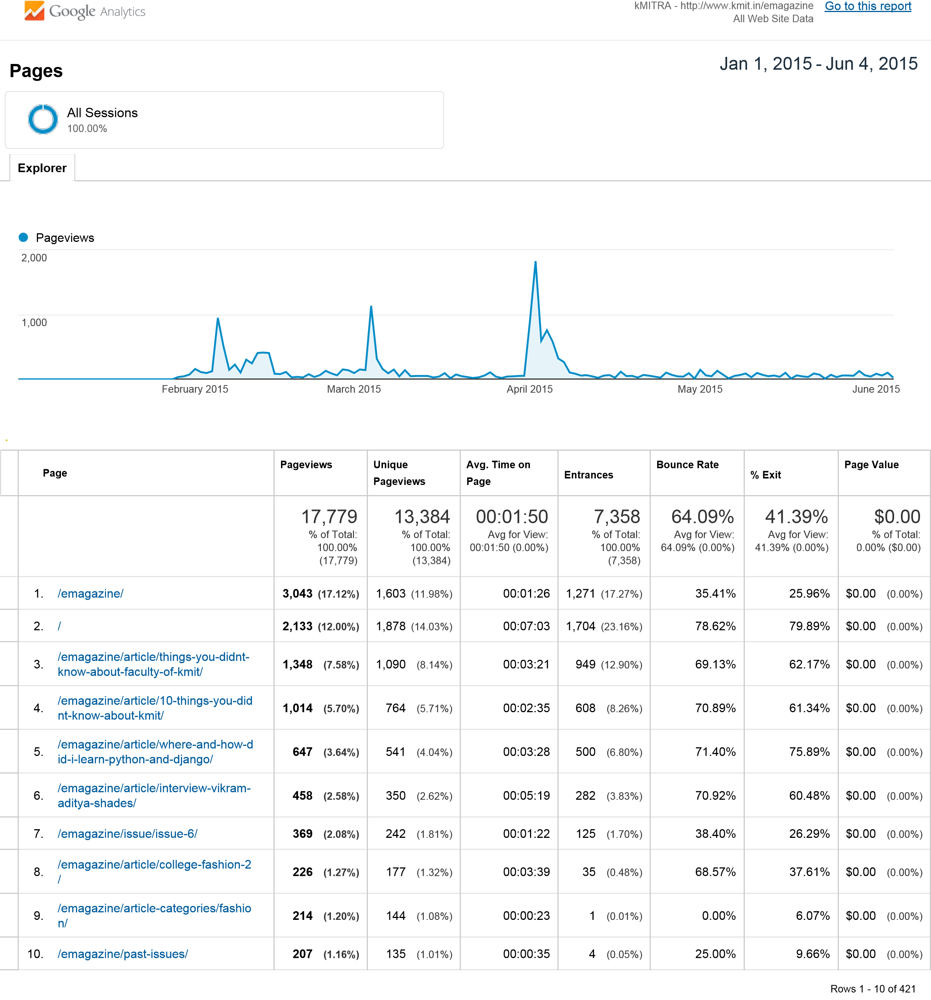 Google Analytics
kMITRA - http://www.kmit.in/emagazine
All Web Site Data
Go to this report
Pages
Jan 1, 2015 - Jun 4, 2015
All Sessions
100.00%
Explorer
Pageviews
2,000
1,000
February 2015 March 2015 April 2015 May 2015 June 2015
Page Pageviews Unique Pageviews Avg. Time on Page Entrances Bounce Rate % Exit Page Value
17,779 13,384 00:01:50 7,358 64.09% 41.39% $0.00
% of Total: % of Total: Avg for View: % of Total: Avg for View: Avg for View: % of Total:
100.00% 100.00% 00:01:50 (0.00%) 100.00% 64.09% (0.00%) 41.39% (0.00%) 0.00% ($0.00)
(17,779) (13,384) (7,358)
1. /emagazine/ 3,043 (17.12%) 1,603 (11.98%) 00:01:26 1,271 (17.27%) 35.41% 25.96% $0.00 (0.00%)
2. / 2,133 (12.00%) 1,878 (14.03%) 00:07:03 1,704 (23.16%) 78.62% 79.89% $0.00 (0.00%)
3. /emagazine/article/things-you-didnt-
know-about-faculty-of-kmit/ 1,348 (7.58%) 1,090 (8.14%) 00:03:21 949 (12.90%) 69.13% 62.17% $0.00 (0.00%)
4. /emagazine/article/10-things-you-did
nt-know-about-kmit/ 1,014 (5.70%) 764 (5.71%) 00:02:35 608 (8.26%) 70.89% 61.34% $0.00 (0.00%)
5. /emagazine/article/where-and-how-d
id-i-learn-python-and-django/ 647 (3.64%) 541 (4.04%) 00:03:28 500 (6.80%) 71.40% 75.89% $0.00 (0.00%)
6. /emagazine/article/interview-vikram-
aditya-shades/ 458 (2.58%) 350 (2.62%) 00:05:19 282 (3.83%) 70.92% 60.48% $0.00 (0.00%)
7. /emagazine/issue/issue-6/ 369 (2.08%) 242 (1.81%) 00:01:22 125 (1.70%) 38.40% 26.29% $0.00 (0.00%)
8. /emagazine/article/college-fashion-2
/ 226 (1.27%) 177 (1.32%) 00:03:39 35 (0.48%) 68.57% 37.61% $0.00 (0.00%)
9. /emagazine/article-categories/fashio
n/ 214 (1.20%) 144 (1.08%) 00:00:23 1 (0.01%) 0.00% 6.07% $0.00 (0.00%)
10. /emagazine/past-issues/ 207 (1.16%) 135 (1.01%) 00:00:35 4 (0.05%) 25.00% 9.66% $0.00 (0.00%)
Rows 1 - 10 of 421